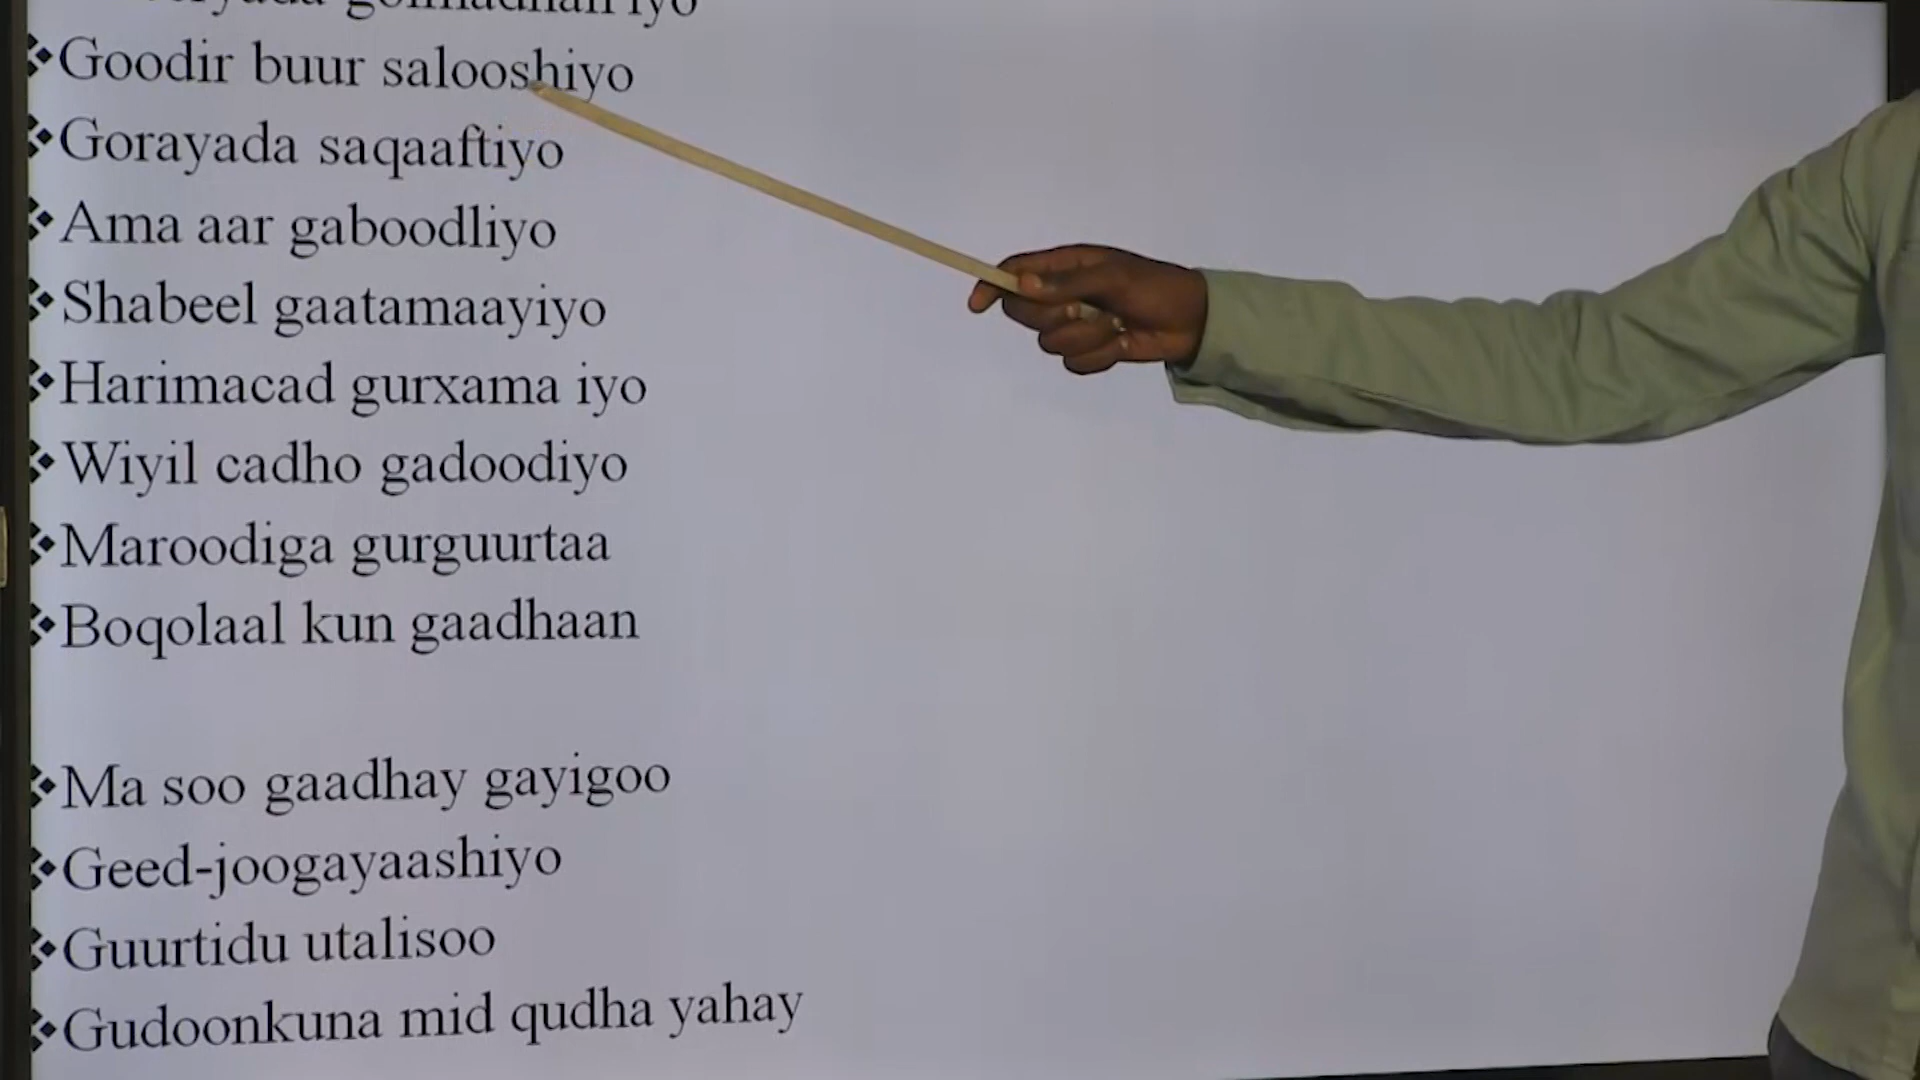 iyo
Goodir buur salooshiyo
Gorayada saqaaftiyo
Ama aar gaboodliyo
Shabeel gaatamaayiyo
Harimacad gurxama iyo
Wiyil cadho gadoodiyo
Maroodiga gurguurtaa
Boqolaal kun gaadhaan
Ma soo gaadhay gayigoo
Geed-joogayaashiyo
Guurtidu utalisoo
Gudoonkuna mid qudha yahay